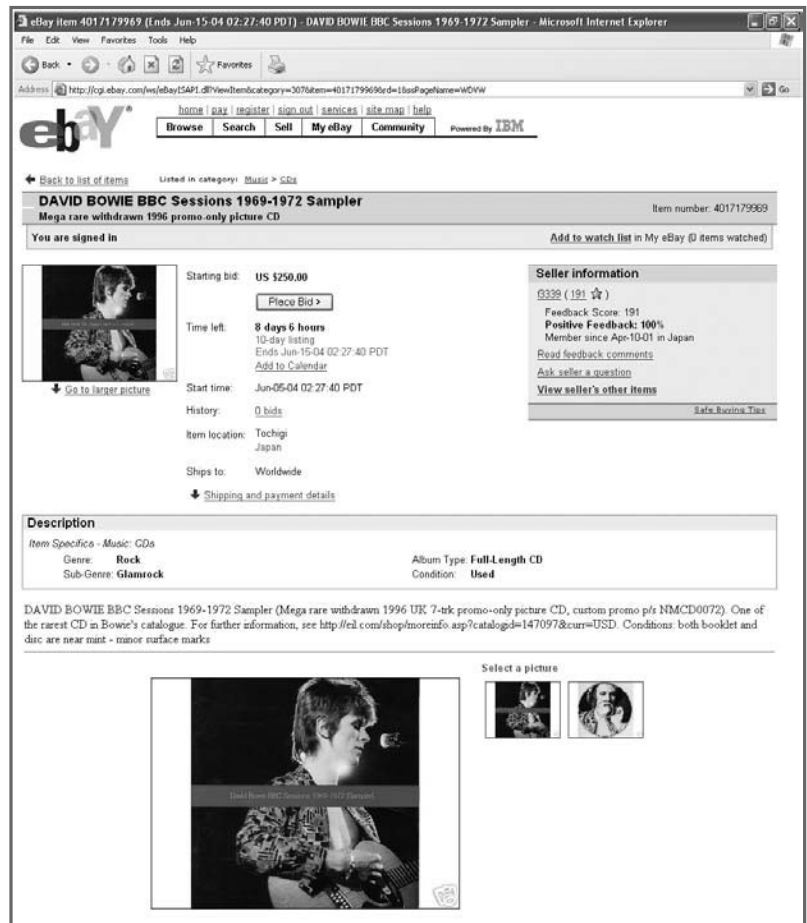 eBay item 4017179969 (Ends Jun-15-04 02:27:40 PDT) - DAVID BOWIE BBC Sessions 1969-1972 Sampler - Microsoft Internet Explorer
File Edit View Favorites Tools Help
Back Favorites
Address http://cgi.ebay.com/ws/eBayISAPI.dll?ViewItem&category=307&item=4017179969&rd=1&ssPageName=WDVW Go
home | pay | register | sign out | services | site map | help
ebaY®
Browse Search Sell My eBay Community Powered By IBM
Back to list of items Listed in category: Music > CDs
DAVID BOWIE BBC Sessions 1969-1972 Sampler
Mega rare withdrawn 1996 promo-only picture CD
Item number: 4017179969
You are signed in Add to watch list in My eBay (0 items watched)
Go to larger picture
Starting bid: US $250.00
Place Bid >
Time left: 8 days 6 hours
10-day listing
Ends Jun-15-04 02:27:40 PDT
Add to Calendar
Start time: Jun-05-04 02:27:40 PDT
History: 0 bids
Item location: Tochigi
Japan
Ships to: Worldwide
Shipping and payment details
Seller information
f3339 ( 191 )
Feedback Score: 191
Positive Feedback: 100%
Member since Apr-10-01 in Japan
Read feedback comments
Ask seller a question
View seller's other items
Safe Buying Tips
Description
Item Specifics - Music: CDs
Genre: Rock Album Type: Full-Length CD
Sub-Genre: Glamrock Condition: Used
DAVID BOWIE BBC Sessions 1969-1972 Sampler (Mega rare withdrawn 1996 UK 7-trk promo-only picture CD, custom promo p/s NMCD0072). One of
the rarest CD in Bowie's catalogue. For further information, see http://eil.com/shop/moreinfo.asp?catalogid=147097&curr=USD. Conditions: both booklet and
disc are near mint - minor surface marks
Select a picture
David Bowie BBC Sessions 1969-1972 (Sampler)